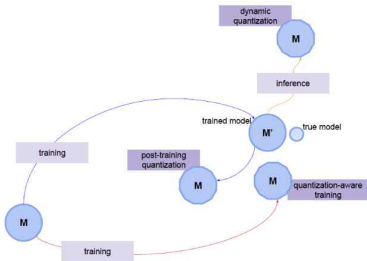 dynamic
quantization
M
inference
trained model
M'
true model
training
post-training
quantization
M
M
quantization-aware
training
M
training